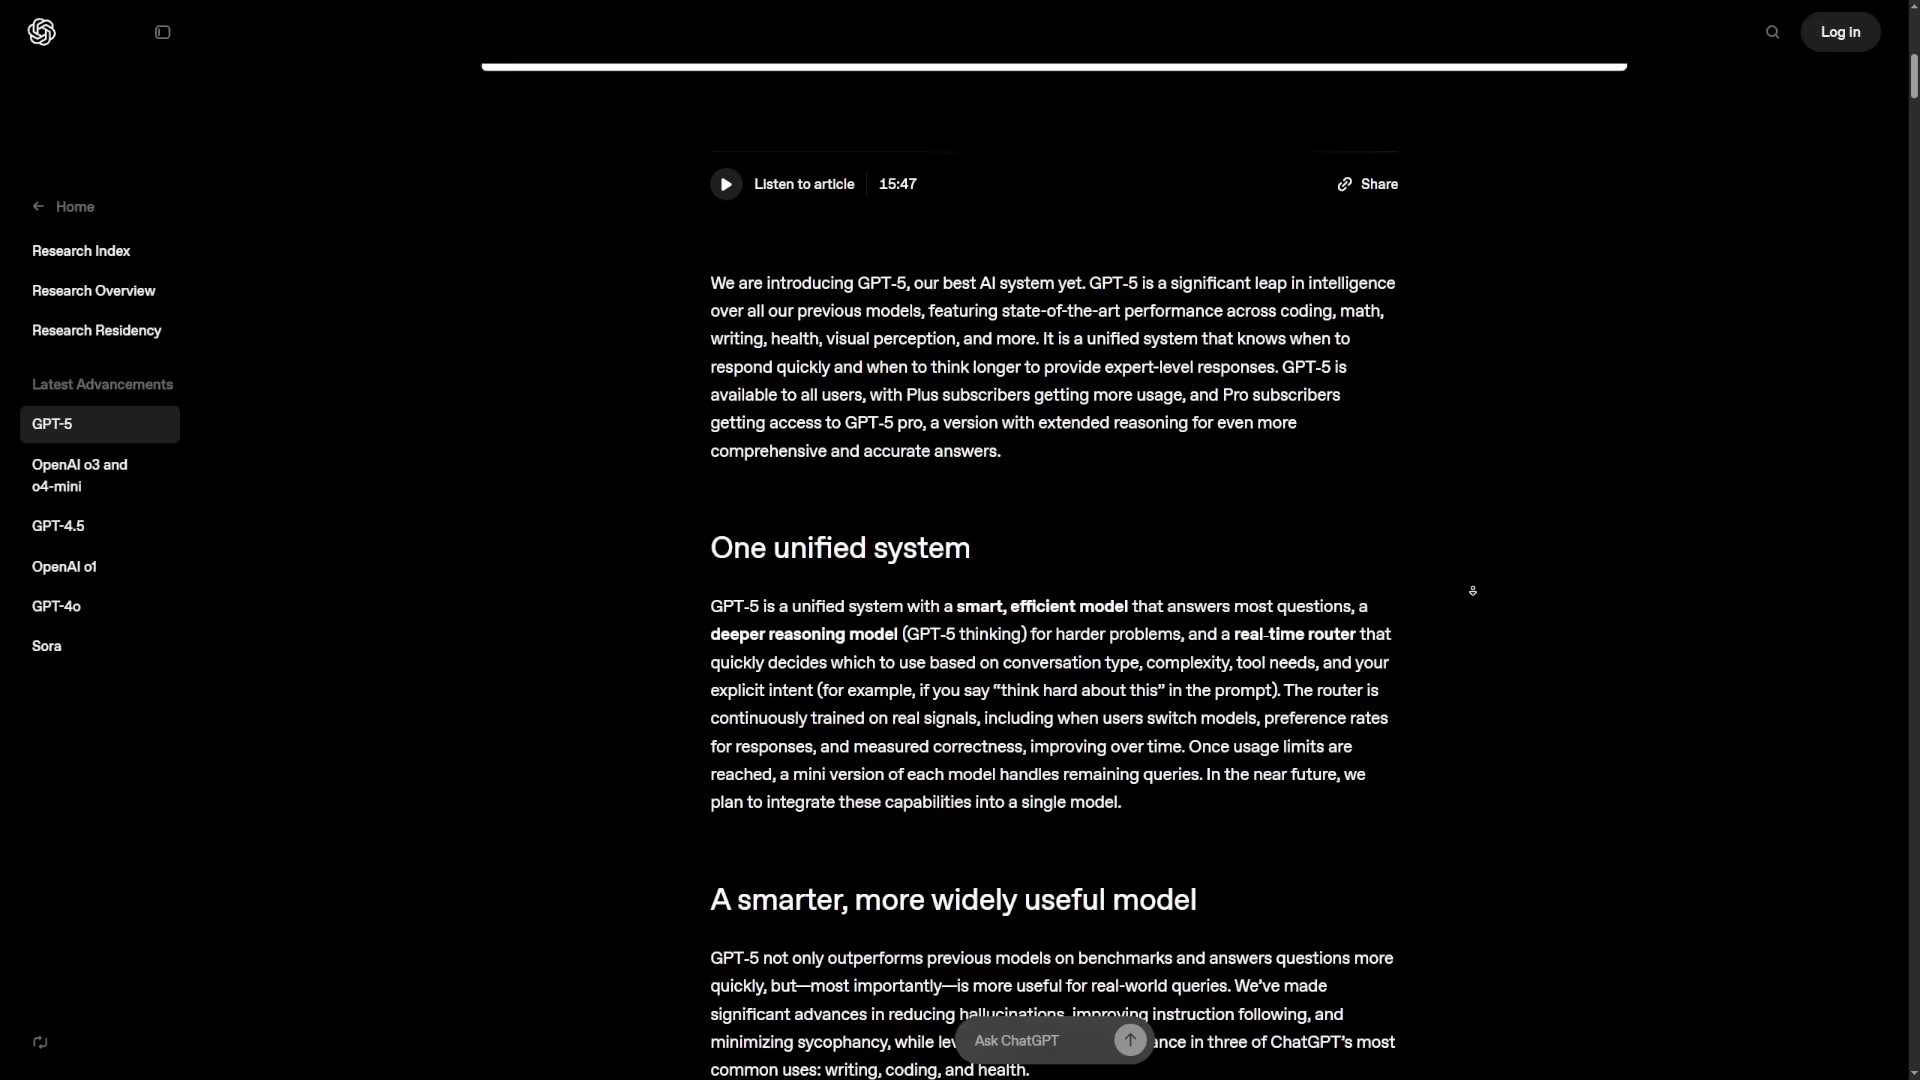 Log in
Listen to article
15:47
Share
Home
Research Index
Research Overview
Research Residency
Latest Advancements
GPT-5
OpenAI o3 and
o4-mini
GPT-4.5
OpenAI o1
GPT-4o
Sora
We are introducing GPT-5, our best AI system yet. GPT-5 is a significant leap in intelligence
over all our previous models, featuring state-of-the-art performance across coding, math,
writing, health, visual perception, and more. It is a unified system that knows when to
respond quickly and when to think longer to provide expert-level responses. GPT-5 is
available to all users, with Plus subscribers getting more usage, and Pro subscribers
getting access to GPT-5 pro, a version with extended reasoning for even more
comprehensive and accurate answers.
One unified system
GPT-5 is a unified system with a smart, efficient model that answers most questions, a
deeper reasoning model (GPT-5 thinking) for harder problems, and a real-time router that
quickly decides which to use based on conversation type, complexity, tool needs, and your
explicit intent (for example, if you say “think hard about this” in the prompt). The router is
continuously trained on real signals, including when users switch models, preference rates
for responses, and measured correctness, improving over time. Once usage limits are
reached, a mini version of each model handles remaining queries. In the near future, we
plan to integrate these capabilities into a single model.
A smarter, more widely useful model
GPT-5 not only outperforms previous models on benchmarks and answers questions more
quickly, but—most importantly—is more useful for real-world queries. We’ve made
significant advances in reducing hallucinations, improving instruction following, and
minimizing sycophancy, while in three of ChatGPT’s most
common uses: writing, coding, and health.
Ask ChatGPT